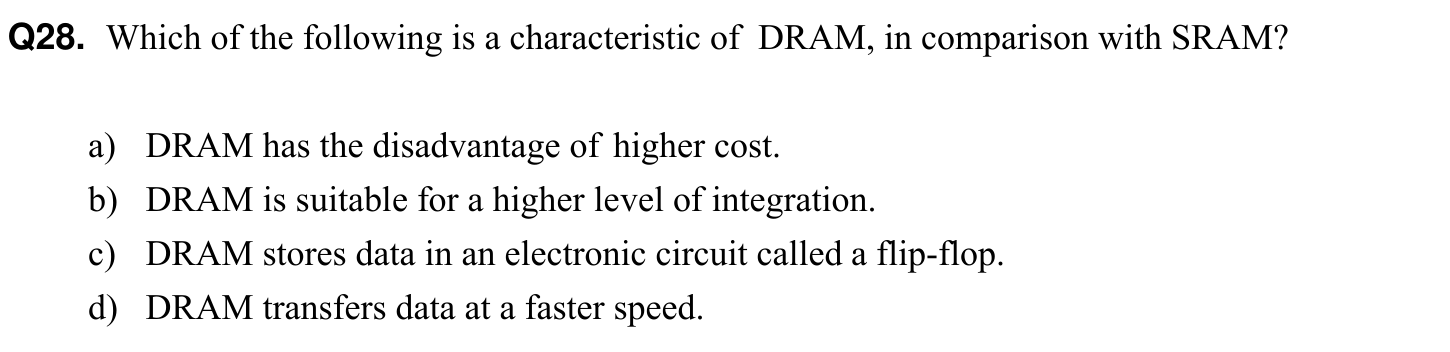 Q28. Which of the following is a characteristic of DRAM, in comparison with SRAM?
a) DRAM has the disadvantage of higher cost.
b) DRAM is suitable for a higher level of integration.
c) DRAM stores data in an electronic circuit called a flip-flop.
d) DRAM transfers data at a faster speed.